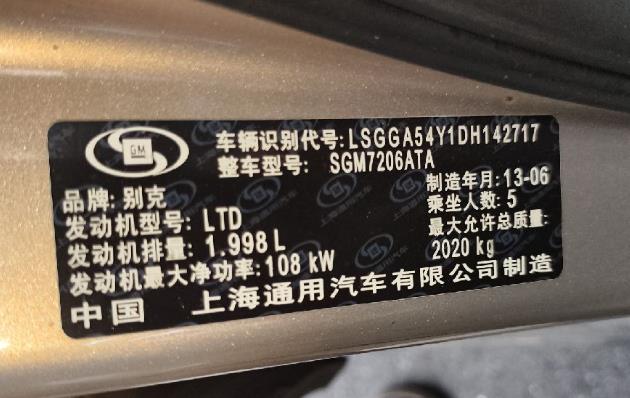 GM
车辆识别代号: LSGGA54Y1DH142717
整车型号: SGM7206ATA
品牌: 别克
制造年月: 13-06
发动机型号: LTD
乘坐人数: 5
发动机排量: 1.998 L
最大允许总质量:
2020 kg
发动机最大净功率: 108 kW
中国 上海通用汽车有限公司制造